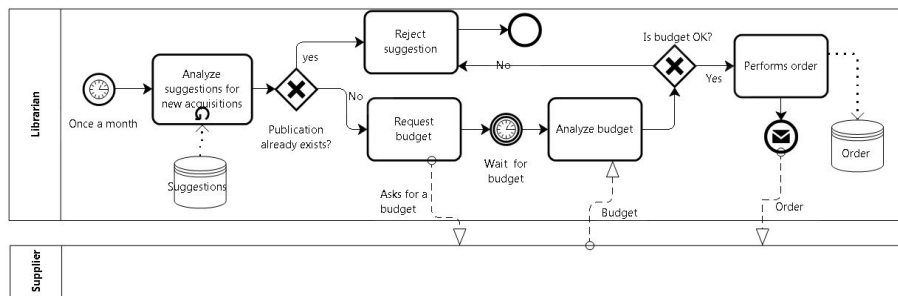 Librarian
Once a month
Analyze
suggestions for
new acquisitions
Suggestions
yes
Publication
already exists?
No
Reject
suggestion
Request
budget
Asks for a
budget
Wait for
budget
Analyze budget
Budget
No
Is budget OK?
Yes
Performs order
Order
Order
Supplier